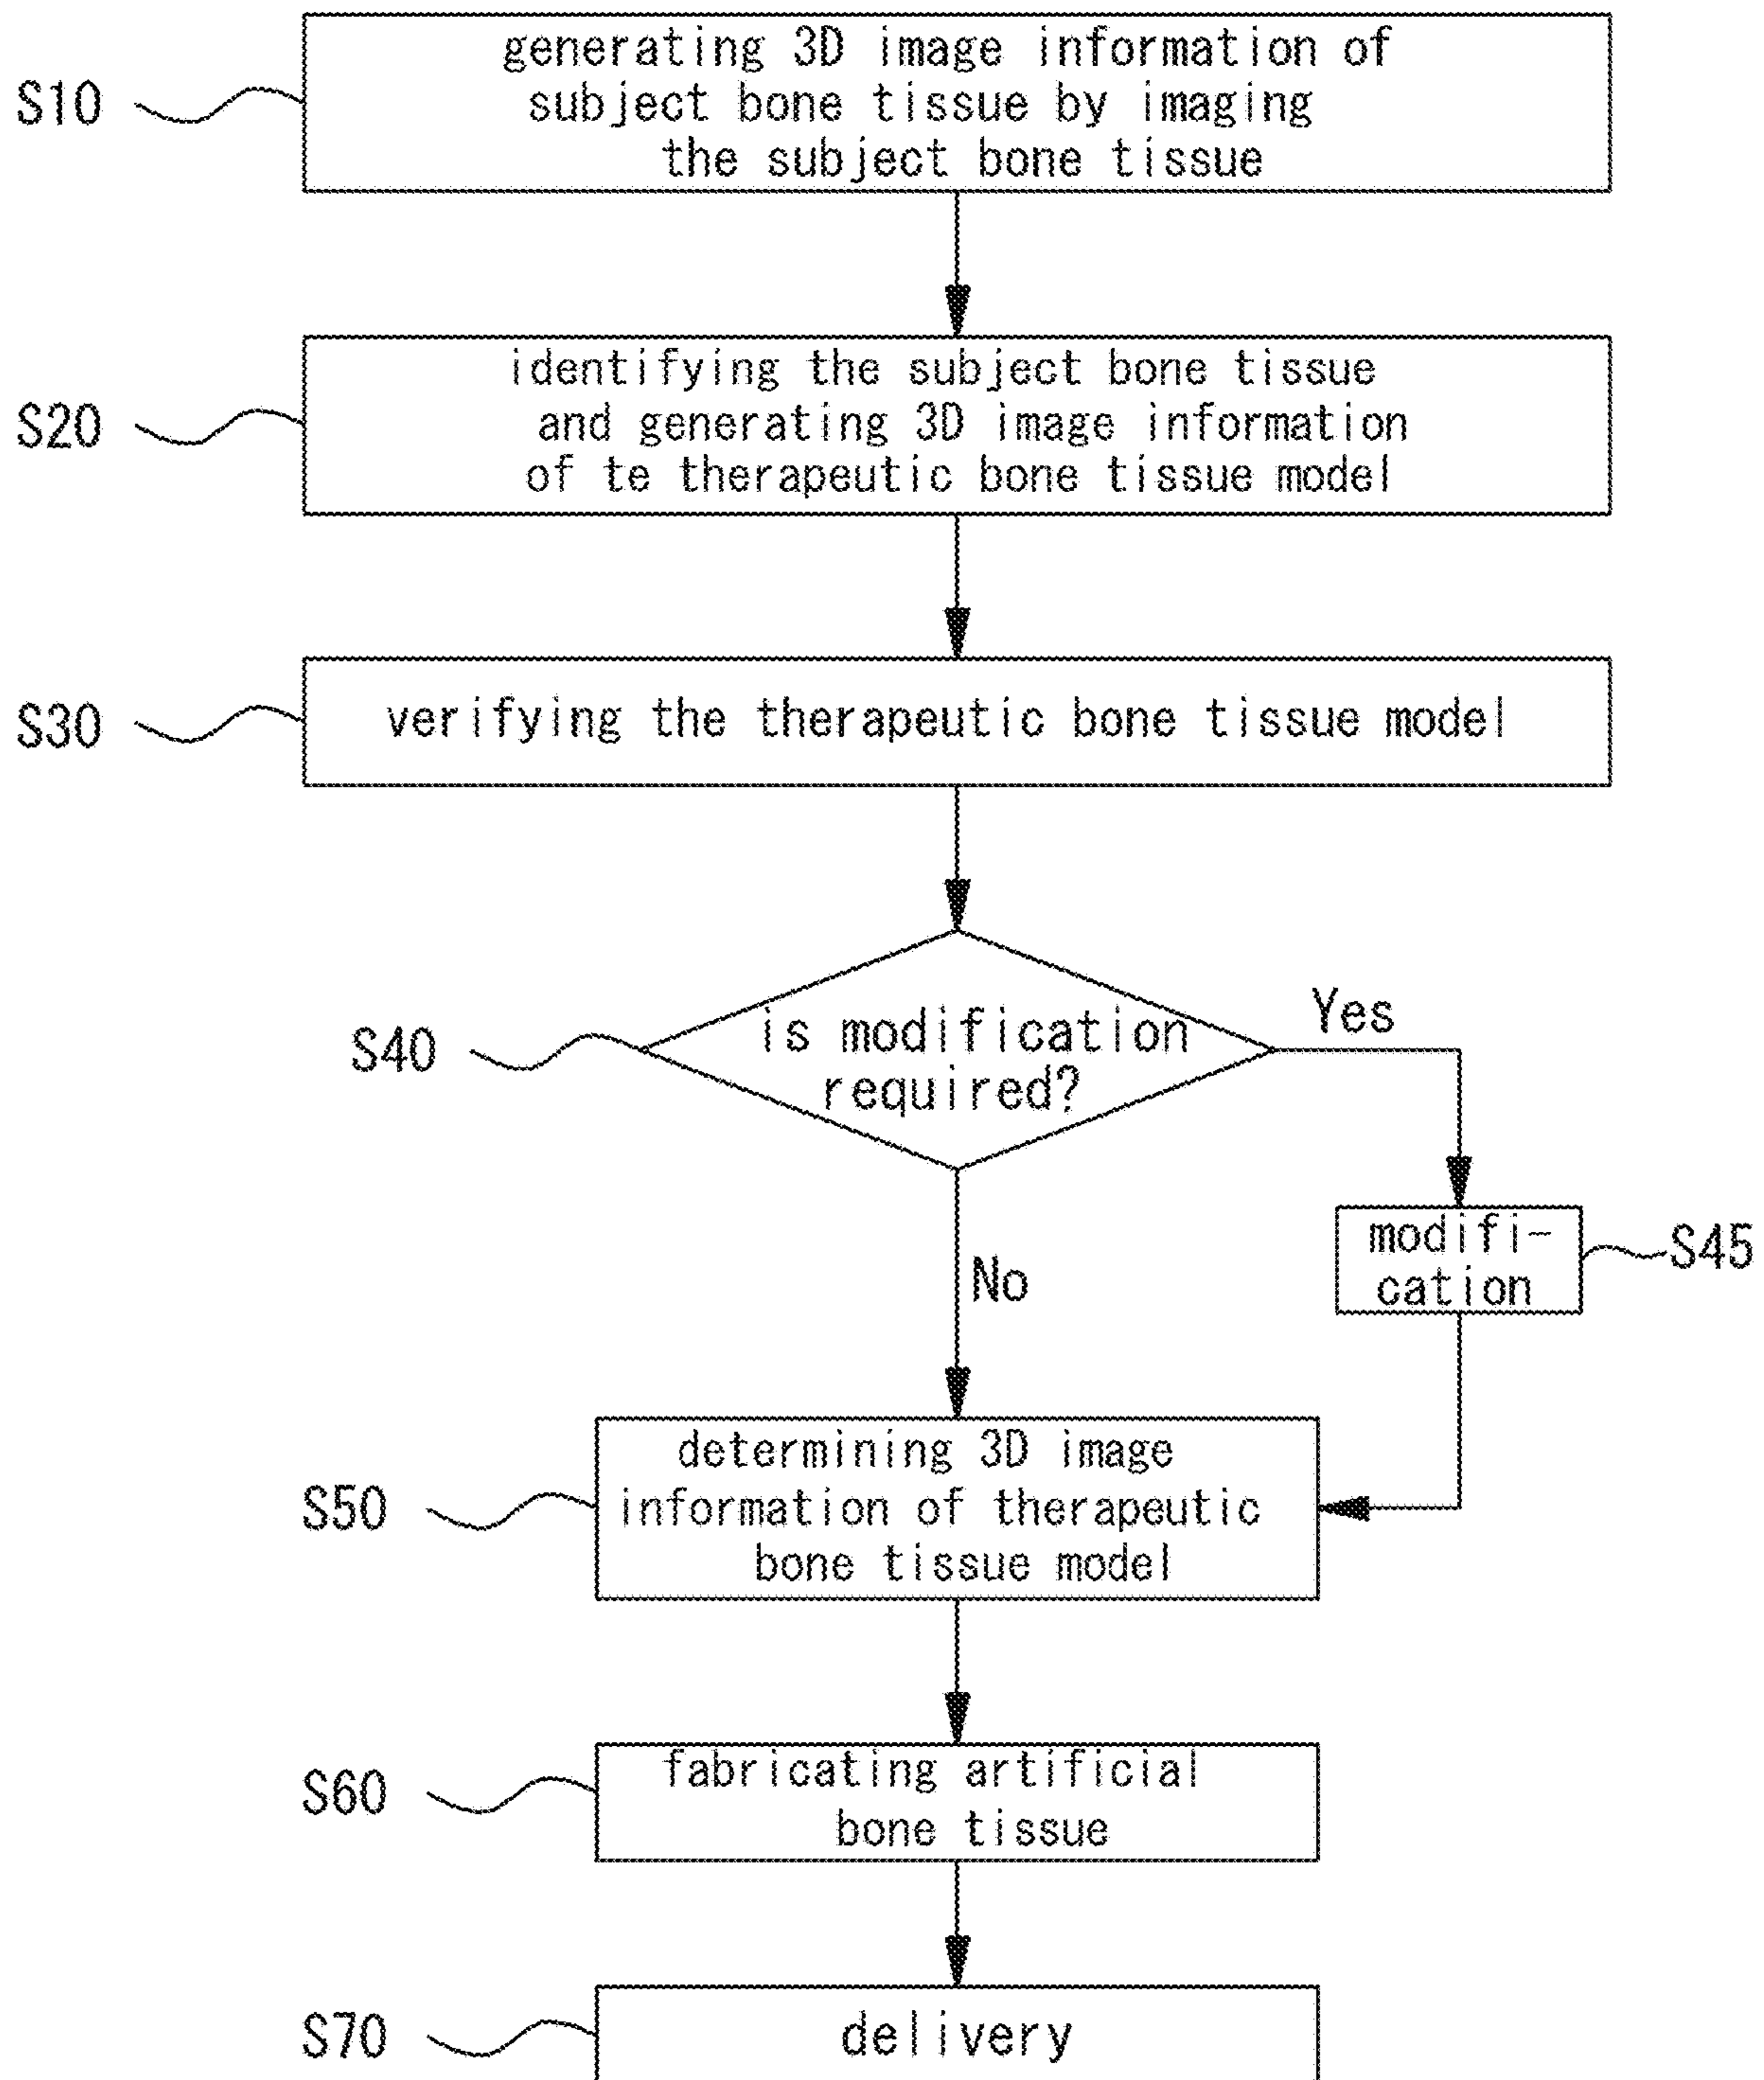 S10
generating 3D image information of
subject bone tissue by imaging
the subject bone tissue
S20
identifying the subject bone tissue
and generating 3D image information
of te therapeutic bone tissue model
S30
verifying the therapeutic bone tissue model
S40
is modification
required?
Yes
No
modifi-
cation
S45
S50
determining 3D image
information of therapeutic
bone tissue model
S60
fabricating artificial
bone tissue
S70
delivery